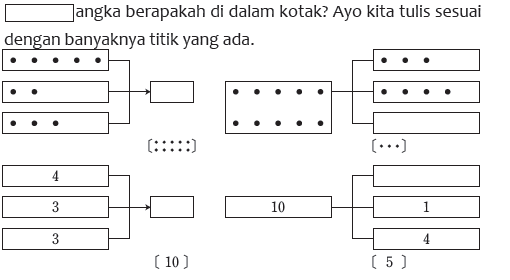 angka berapakah di dalam kotak? Ayo kita tulis sesuai
dengan banyaknya titik yang ada.
4
3
3
[ 10 ]
10
1
4
[ 5 ]